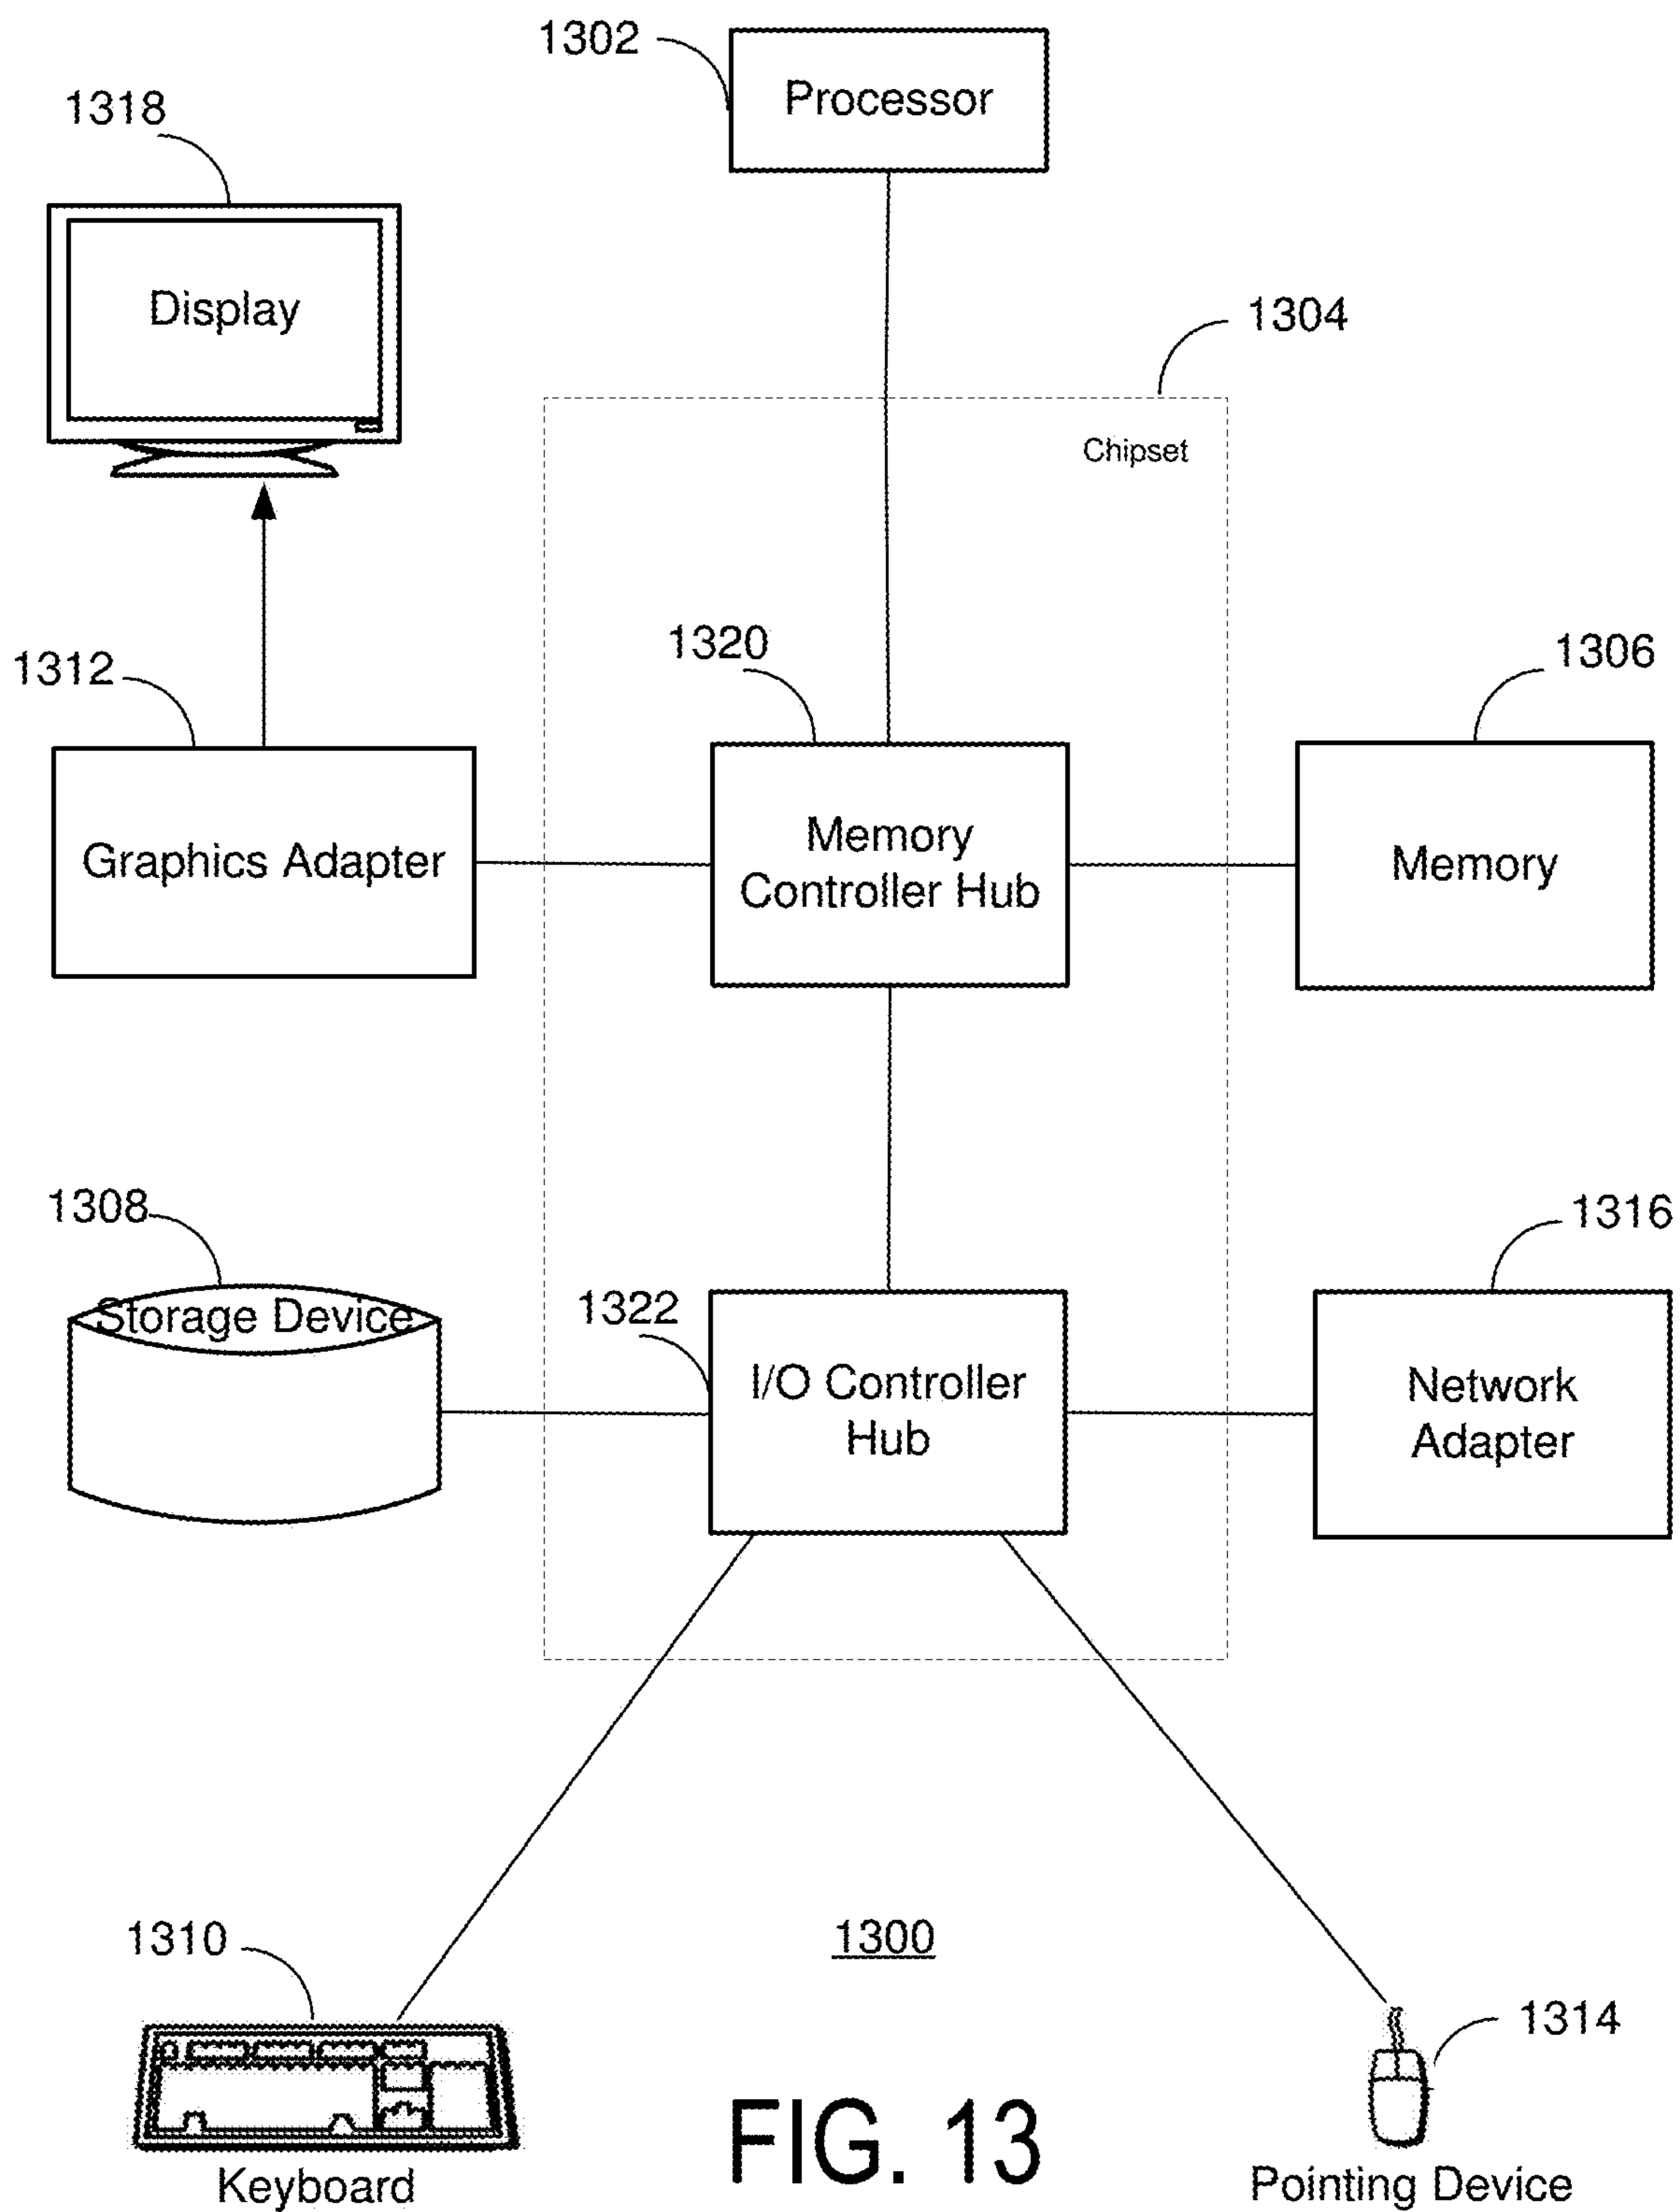 1302
Processor
1318
Display
1304
Chipset
1312
1320
1306
Graphics Adapter
Memory
Controller Hub
Memory
1308
1322
1316
Storage Device
I/O Controller
Hub
Network
Adapter
1310
1300
1314
Keyboard
FIG. 13
Pointing Device